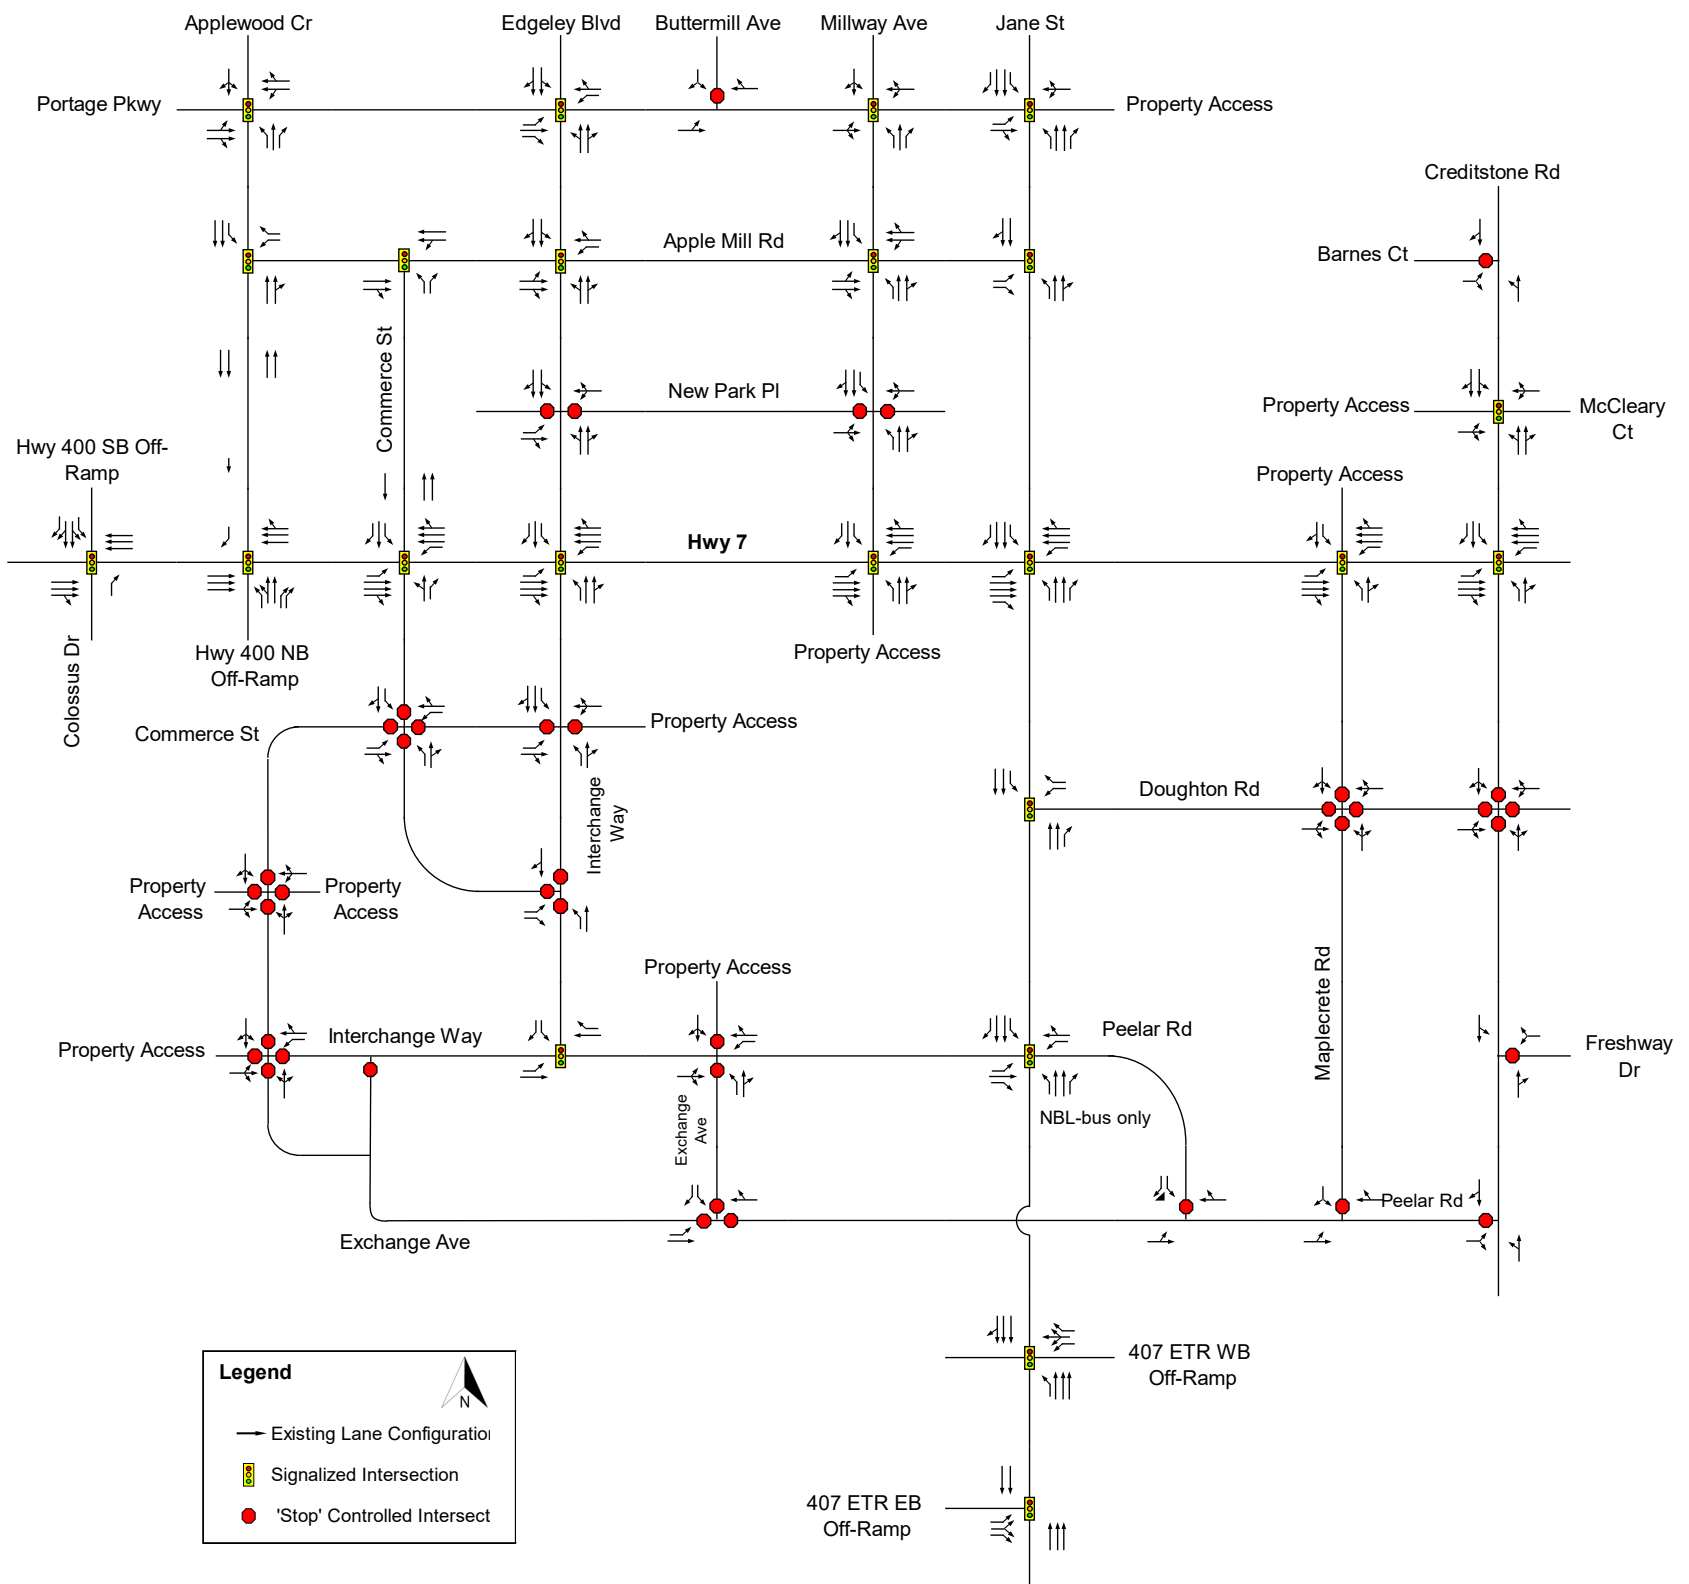 Applewood Cr
Edgeley Blvd
Buttermill Ave
Millway Ave
Jane St
Portage Pkwy
Property Access
Creditstone Rd
Apple Mill Rd
Barnes Ct
Commerce St
New Park Pl
Property Access
McCleary
Ct
Hwy 400 SB Off-
Ramp
Property Access
Hwy 7
Colossus Dr
Hwy 400 NB
Off-Ramp
Property Access
Commerce St
Property Access
Interchange
Way
Doughton Rd
Property
Access
Property
Access
Property Access
Maplecrete Rd
Property Access
Interchange Way
Peelar Rd
Freshway
Dr
Exchange
Ave
NBL-bus only
Peelar Rd
Exchange Ave
407 ETR WB
Off-Ramp
Legend
N
Existing Lane Configuration
Signalized Intersection
'Stop' Controlled Intersect
407 ETR EB
Off-Ramp